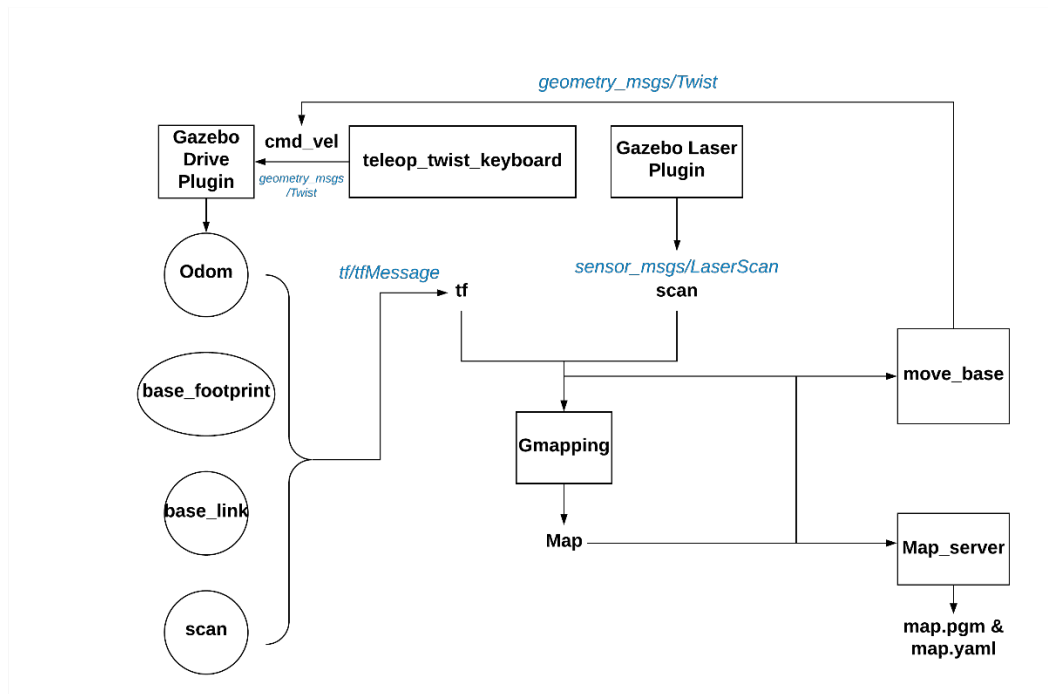 geometry_msgs/Twist
Gazebo
Drive
Plugin
cmd_vel
geometry_msgs
/Twist
teleop_twist_keyboard
Gazebo Laser
Plugin
Odom
tf/tfMessage
tf
sensor_msgs/LaserScan
scan
base_footprint
move_base
Gmapping
base_link
Map
Map_server
scan
map.pgm &
map.yaml